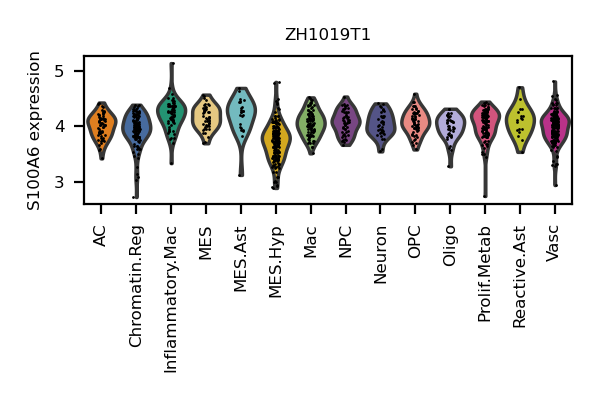 ZH1019T1
S100A6 expression
5
4
3
AC
Chromatin.Reg
Inflammatory.Mac
MES
MES.Ast
MES.Hyp
Mac
NPC
Neuron
OPC
Oligo
Prolif.Metab
Reactive.Ast
Vasc